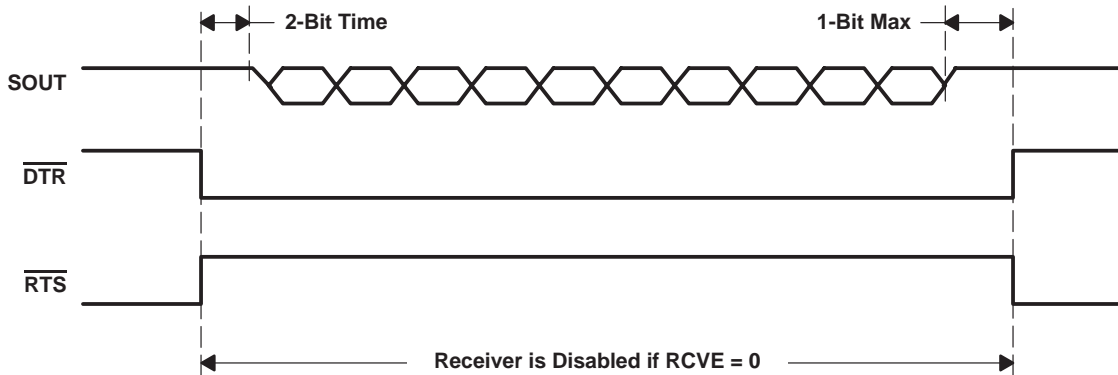 2-Bit Time
1-Bit Max
SOUT
DTR
RTS
Receiver is Disabled if RCVE = 0